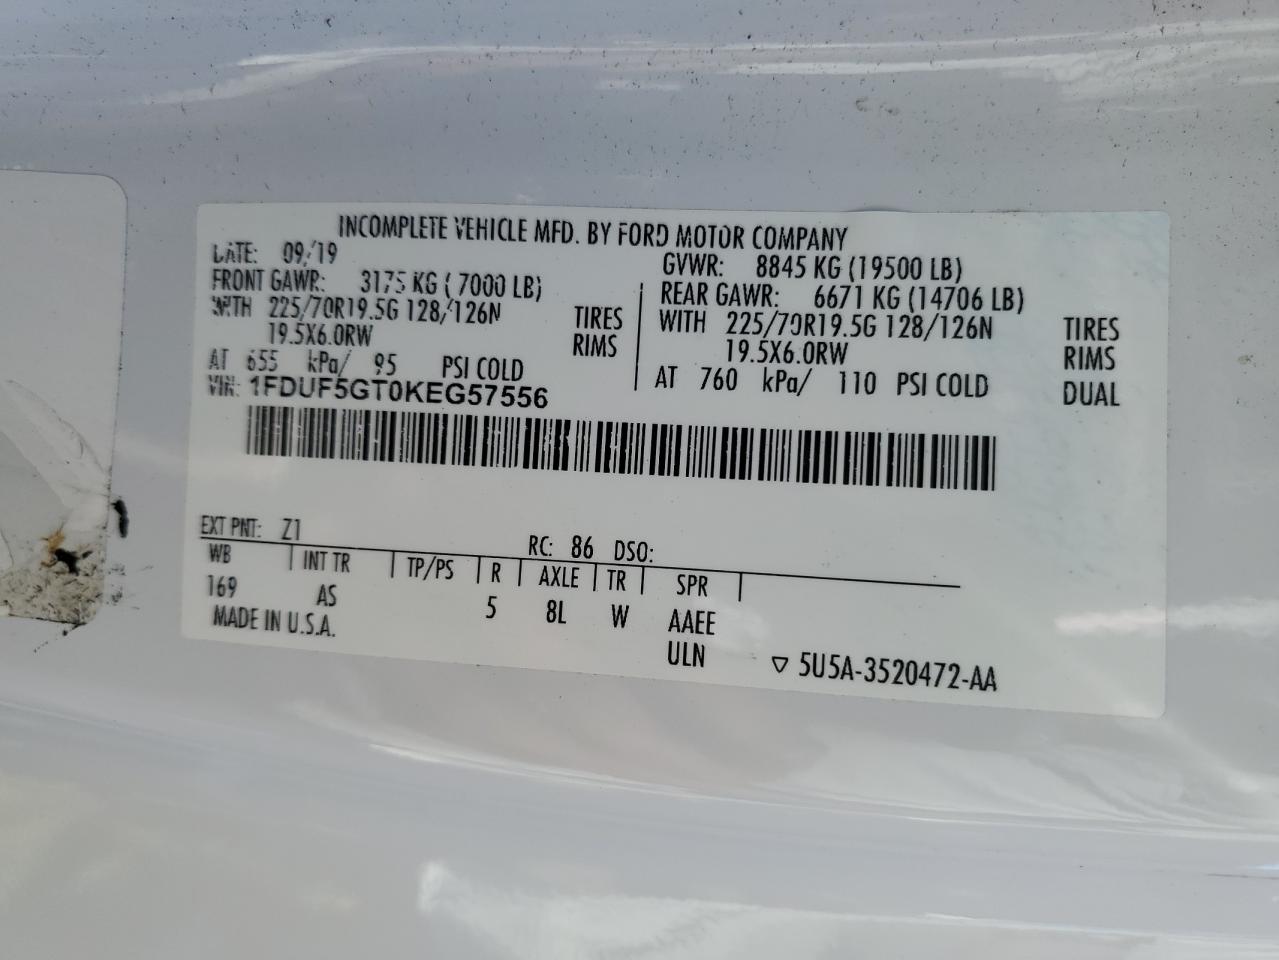 INCOMPLETE VEHICLE MFD. BY FORD MOTOR COMPANY
DATE: 09/19 GVWR: 8845 KG (19500 LB)
FRONT GAWR: 3175 KG ( 7000 LB) REAR GAWR: 6671 KG (14706 LB)
WITH 225/70R19.5G 128/126N TIRES WITH 225/70R19.5G 128/126N TIRES
19.5X6.0RW RIMS 19.5X6.0RW RIMS
AT 655 kPa/ 95 PSI COLD AT 760 kPa/ 110 PSI COLD DUAL
VIN: 1FDUF5GT0KEG57556
EXT PNT: Z1 RC: 86 DSO:
WB INT TR TP/PS R AXLE TR SPR
169 AS 5 8L W AAEE
MADE IN U.S.A. ULN ▽ 5U5A-3520472-AA